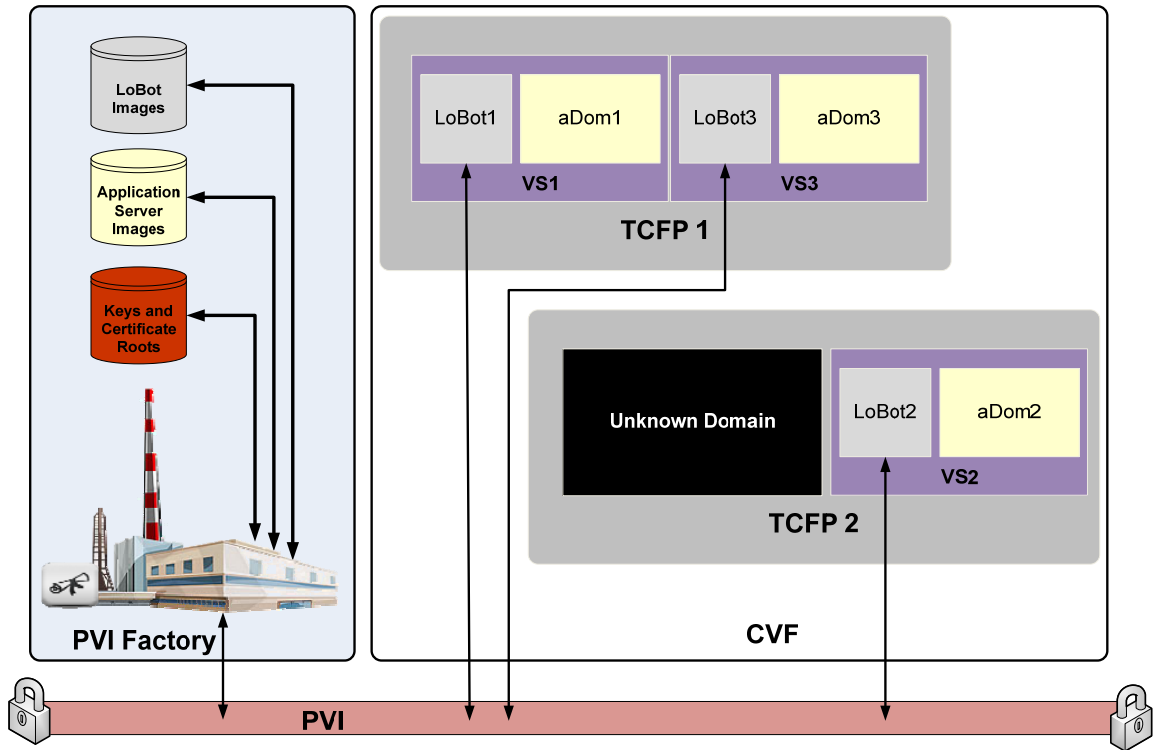 LoBot
Images
Application
Server
Images
Keys and
Certificate
Roots
PVI Factory
LoBot1
aDom1
VS1
LoBot3
aDom3
VS3
TCFP 1
Unknown Domain
LoBot2
aDom2
VS2
TCFP 2
CVF
PVI